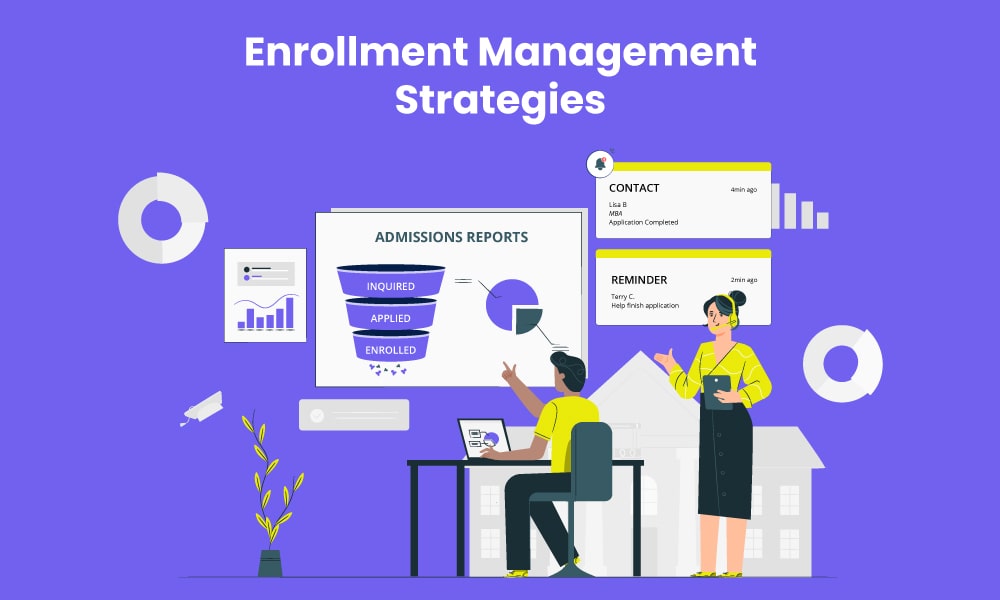 Enrollment Management
Strategies
ADMISSIONS REPORTS
INQUIRED
APPLIED
ENROLLED
CONTACT
4min ago
Lisa B
MBA
Application Completed
REMINDER
2min ago
Terry C.
Help finish application